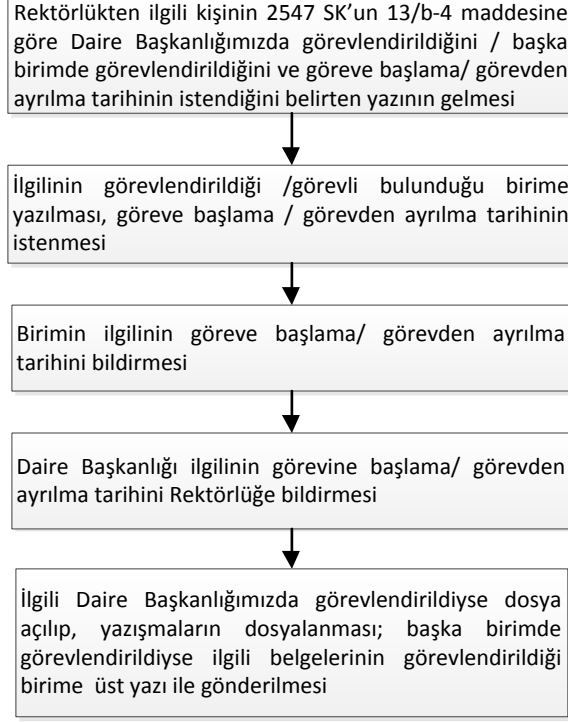 Rektörlükten ilgili kişinin 2547 SK’un 13/b-4 maddesine
göre Daire Başkanlığımızda görevlendirildiğini / başka
birimde görevlendirildiğini ve göreve başlama/ görevden
ayrılma tarihinin istendiğini belirten yazının gelmesi
İlgilinin görevlendirildiği /görevli bulunduğu birime
yazılması, göreve başlama / görevden ayrılma tarihinin
istenmesi
Birimin ilgilinin göreve başlama/ görevden ayrılma
tarihini bildirmesi
Daire Başkanlığı ilgilinin görevine başlama/ görevden
ayrılma tarihini Rektörlüğe bildirmesi
İlgili Daire Başkanlığımızda görevlendirildiyse dosya
açılıp, yazışmaların dosyalanması; başka birimde
görevlendirildiyse ilgili belgelerinin görevlendirildiği
birime üst yazı ile gönderilmesi